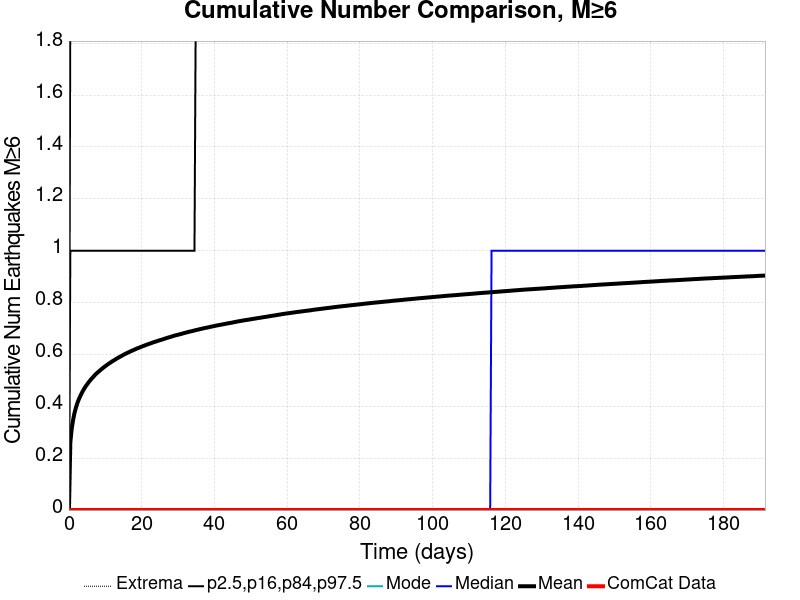 Cumulative Number Comparison, M≥6
Cumulative Num Earthquakes M≥6
1.8
1.6
1.4
1.2
1
0.8
0.6
0.4
0.2
0
0 20 40 60 80 100 120 140 160 180
Time (days)
Extrema p2.5,p16,p84,p97.5 Mode Median Mean ComCat Data